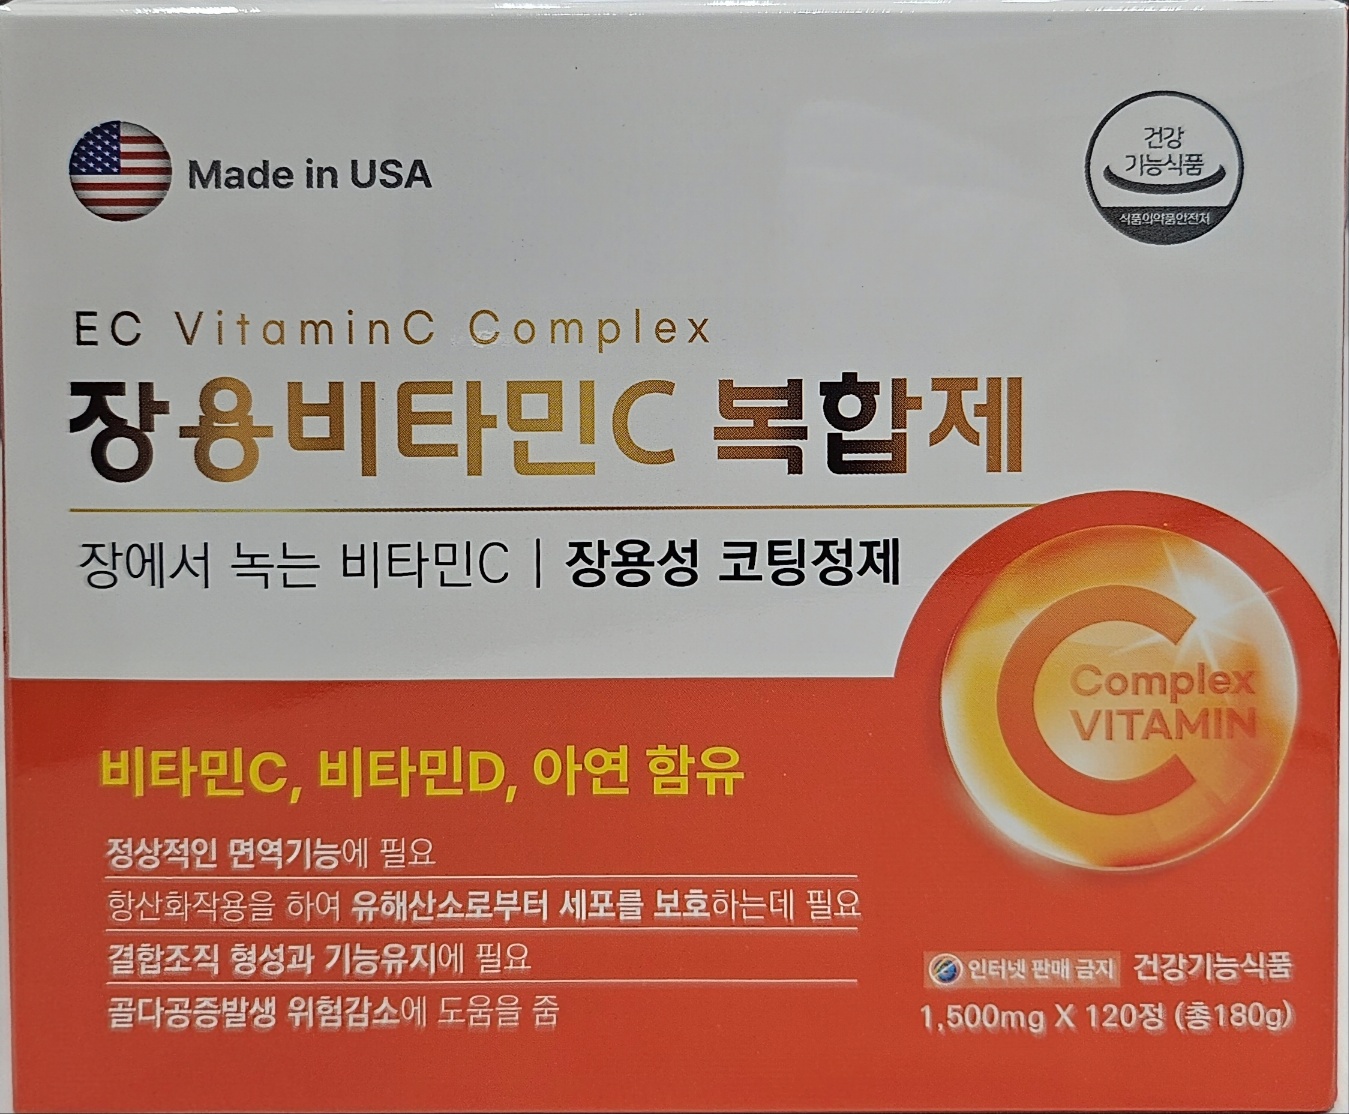 Made in USA
건강
기능식품
식품의약품안전처
EC VitaminC Complex
장용비타민C 복합제
장에서 녹는 비타민C | 장용성 코팅정제
C
Complex
VITAMIN
비타민C, 비타민D, 아연 함유
정상적인 면역기능에 필요
항산화작용을 하여 유해산소로부터 세포를 보호하는데 필요
결합조직 형성과 기능유지에 필요
골다공증발생 위험감소에 도움을 줌
인터넷 판매 금지 건강기능식품
1,500mg X 120정 (총180g)